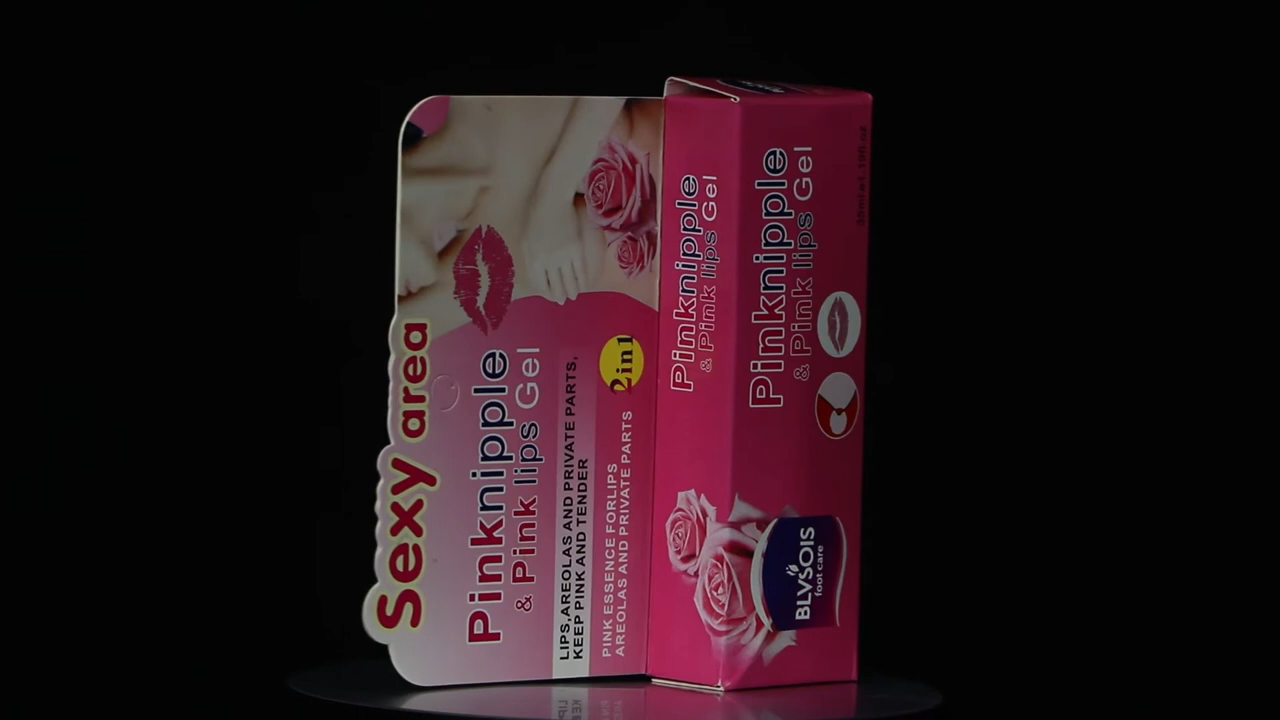 Sexy area
Pinknipple
& Pink lips Gel
LIPS,AREOLAS AND PRIVATE PARTS,
KEEP PINK AND TENDER
2in1
PINK ESSENCE FORLIPS
AREOLAS AND PRIVATE PARTS
Pinknipple
& Pink lips Gel
Pinknipple
& Pink lips Gel
BLVSOIS
foot care